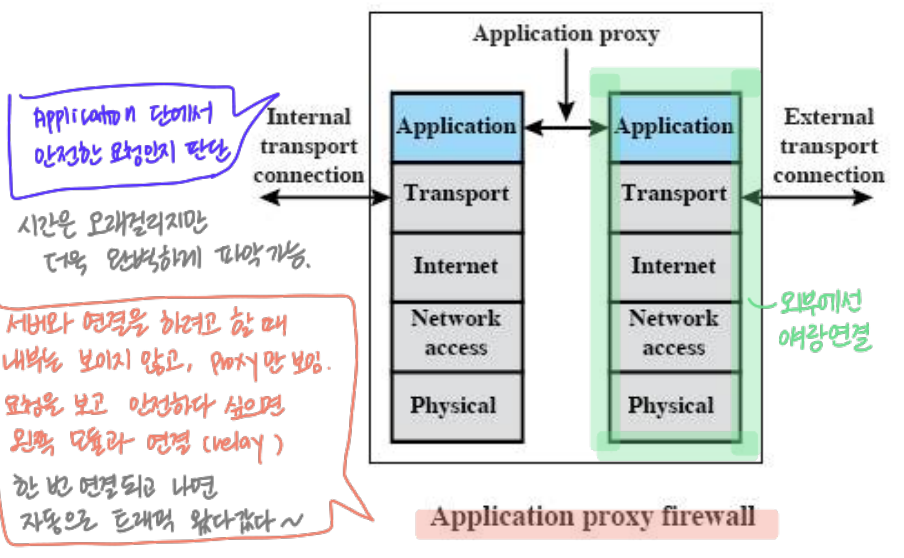 Application proxy
Application 단에서
안전한 요청인지 판단
Internal
transport
connection
Application
Application
External
transport
connection
시간은 오래걸리지만
더욱 완벽하게 파악가능.
Transport
Transport
Internet
Internet
Network
access
Network
access
Physical
Physical
외부에선
얘랑연결
서버와 연결을 하려고 할 때
내부는 보이지 않고, Proxy만 보임.
요청을 보고 안전하다 싶으면
왼쪽 모듈과 연결 (relay)
한 번 연결되고 나면
자동으로 트래픽 왔다갔다~
Application proxy firewall